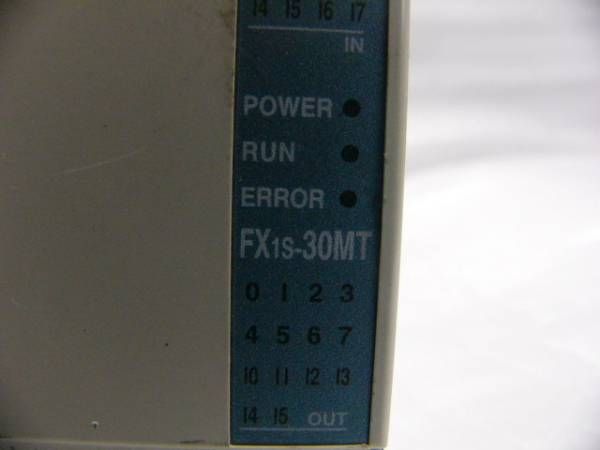 14 15 16 17
IN
POWER
RUN
ERROR
FX1S-30MT
0 1 2 3
4 5 6 7
10 11 12 13
14 15 OUT